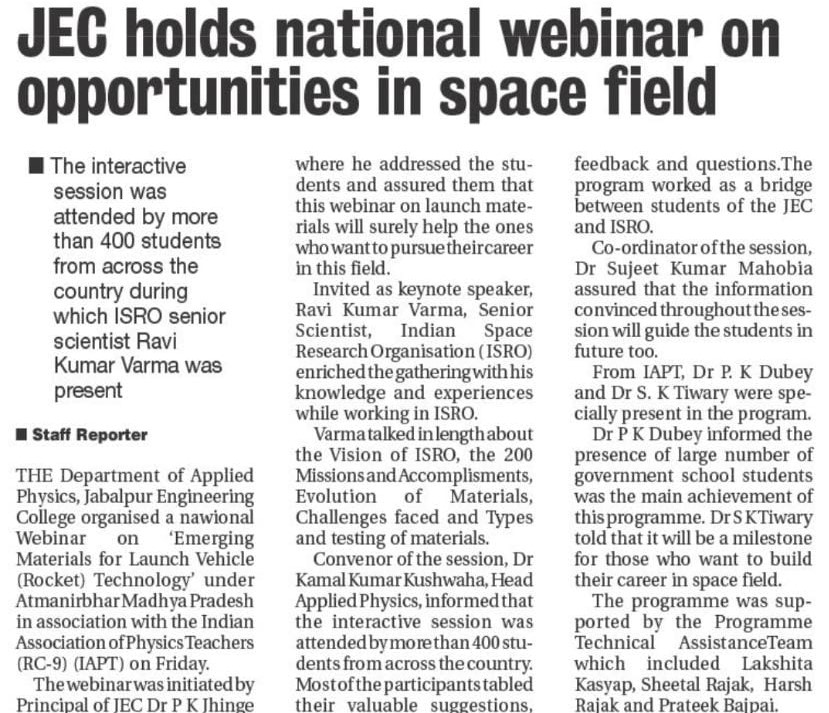 JEC holds national webinar on
opportunities in space field
■ The interactive
session was
attended by more
than 400 students
from across the
country during
which ISRO senior
scientist Ravi
Kumar Varma was
present
■ Staff Reporter
THE Department of Applied
Physics, Jabalpur Engineering
College organised a nawional
Webinar on 'Emerging
Materials for Launch Vehicle
(Rocket) Technology' under
Atmanirbhar Madhya Pradesh
in association with the Indian
Association of Physics Teachers
(RC-9) (IAPT) on Friday.
The webinar was initiated by
Principal of JEC Dr P K Jhinge
where he addressed the stu-
dents and assured them that
this webinar on launch mate-
rials will surely help the ones
who want to pursue their career
in this field.
Invited as keynote speaker,
Ravi Kumar Varma, Senior
Scientist, Indian Space
Research Organisation (ISRO)
enriched the gathering with his
knowledge and experiences
while working in ISRO.
Varma talked in length about
the Vision of ISRO, the 200
Missions and Accomplisments,
Evolution of Materials,
Challenges faced and Types
and testing of materials.
Convenor of the session, Dr
Kamal Kumar Kushwaha, Head
Applied Physics, informed that
the interactive session was
attended by more than 400 stu-
dents from across the country.
Most of the participants tabled
their valuable suggestions,
feedback and questions.The
program worked as a bridge
between students of the JEC
and ISRO.
Co-ordinator of the session,
Dr Sujeet Kumar Mahobia
assured that the information
convinced throughout the ses-
sion will guide the students in
future too.
From IAPT, Dr P. K Dubey
and Dr S. K Tiwary were spe-
cially present in the program.
Dr P K Dubey informed the
presence of large number of
government school students
was the main achievement of
this programme. Dr S K Tiwary
told that it will be a milestone
for those who want to build
their career in space field.
The programme was sup-
ported by the Programme
Technical AssistanceTeam
which included Lakshita
Kasyap, Sheetal Rajak, Harsh
Rajak and Prateek Bajpai.